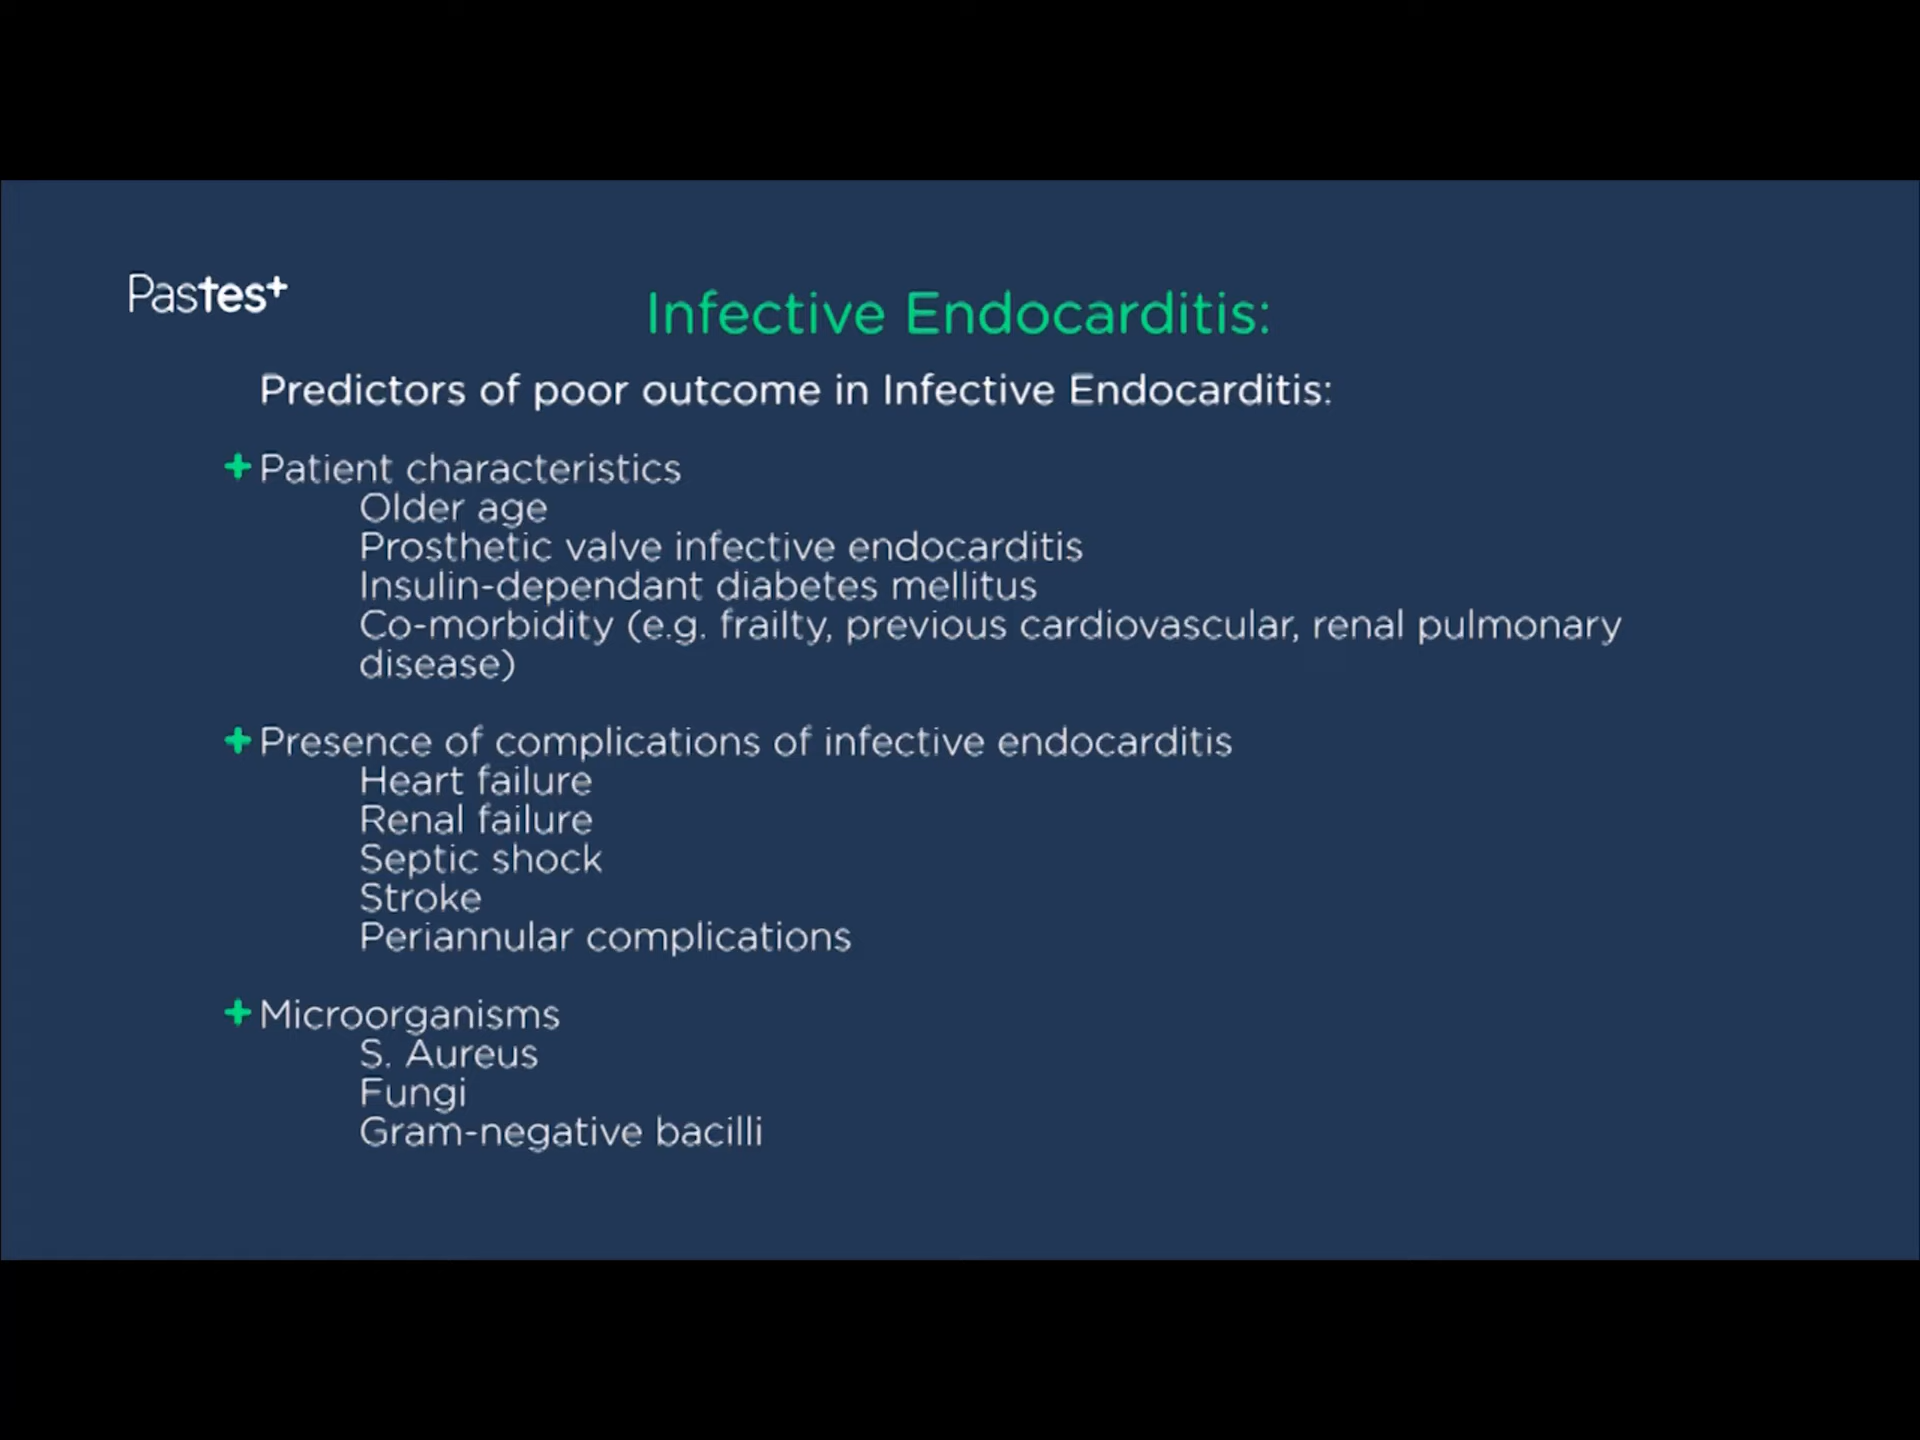 Pastes+
Infective Endocarditis:
Predictors of poor outcome in Infective Endocarditis:
+ Patient characteristics
Older age
Prosthetic valve infective endocarditis
Insulin-dependant diabetes mellitus
Co-morbidity (e.g. frailty, previous cardiovascular, renal pulmonary
disease)
+ Presence of complications of infective endocarditis
Heart failure
Renal failure
Septic shock
Stroke
Periannular complications
+ Microorganisms
S. Aureus
Fungi
Gram-negative bacilli